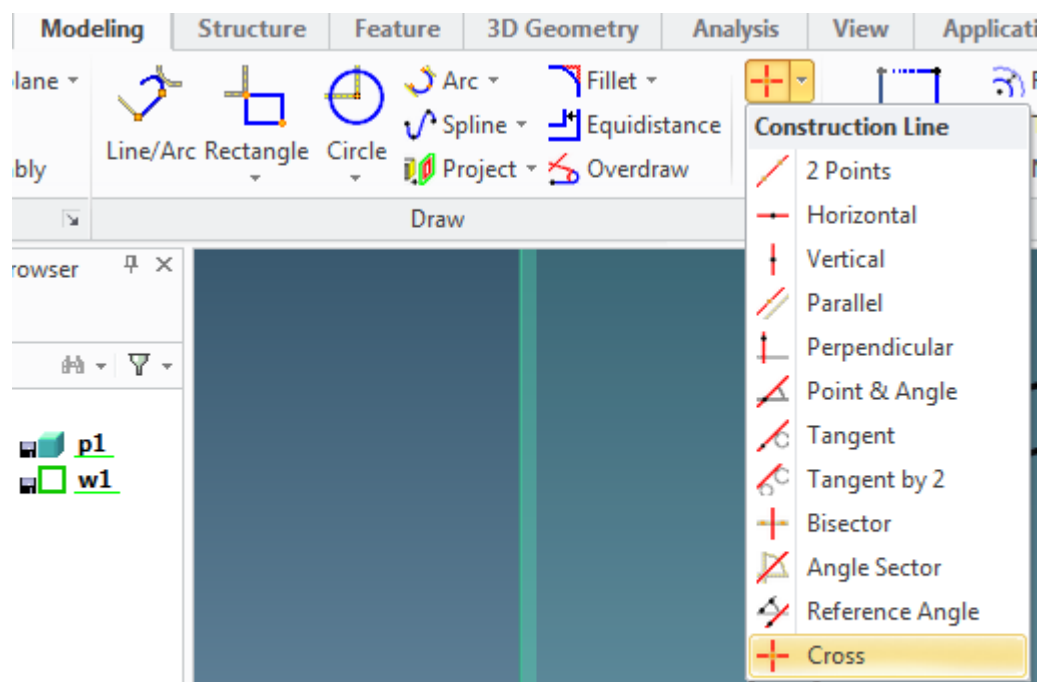 Modeling Structure Feature 3D Geometry Analysis View Applicati
lane Arc Fillet
Spline Equidistance
Line/Arc Rectangle Circle
bly Project Overdraw
Draw
Construction Line
2 Points
Horizontal
Vertical
Parallel
Perpendicular
Point & Angle
Tangent
Tangent by 2
Bisector
Angle Sector
Reference Angle
Cross
rowser
p1
w1